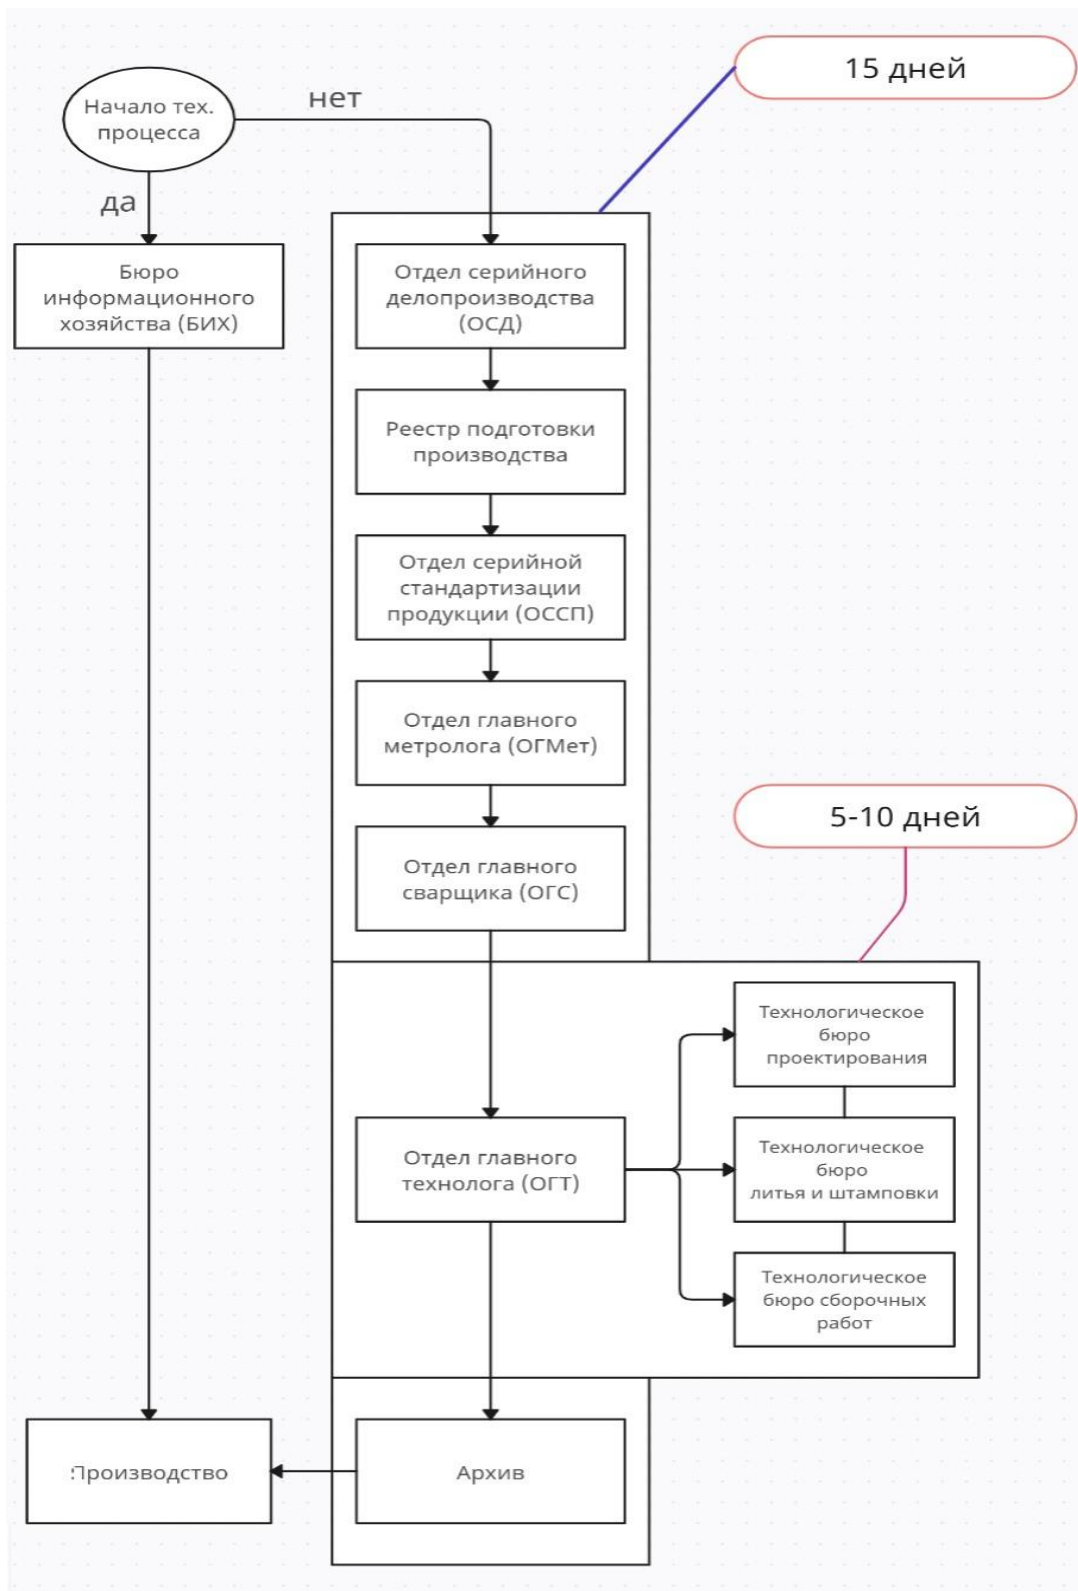 15 дней
Начало тех.
процесса
нет
да
Бюро
информационного
хозяйства (БИХ)
Отдел серийного
делопроизводства
(ОСД)
Реестр подготовки
производства
Отдел серийной
стандартизации
продукции (ОССП)
Отдел главного
метролога (ОГМет)
5-10 дней
Отдел главного
сварщика (ОГС)
Технологическое
бюро
проектирования
Отдел главного
технолога (ОГТ)
Технологическое
бюро
литья и штамповки
Технологическое
бюро сборочных
работ
Производство
Архив